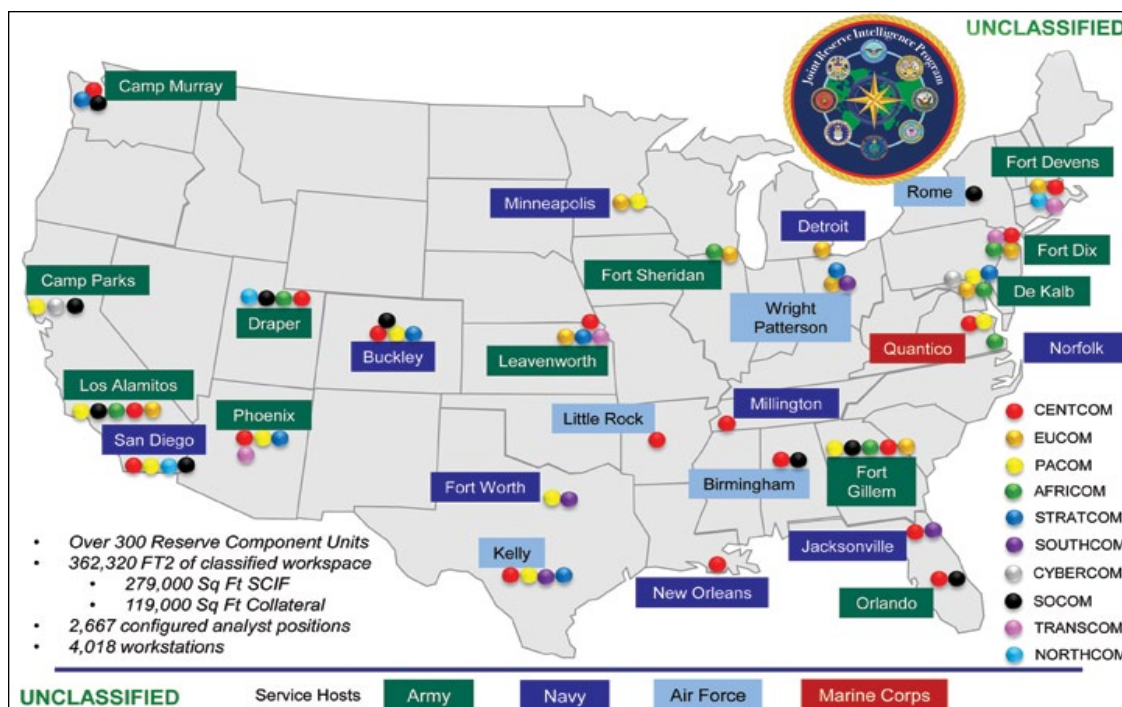 UNCLASSIFIED
Joint Reserve Intelligence Program
Camp Murray
Fort Devens
Rome
Minneapolis
Detroit
Fort Dix
Fort Sheridan
Camp Parks
De Kalb
Wright
Patterson
Draper
Buckley
Leavenworth
Quantico
Norfolk
Los Alamitos
Phoenix
Millington
Little Rock
San Diego
Birmingham
Fort
Gillem
Fort Worth
Jacksonville
Kelly
New Orleans
Orlando
CENTCOM
EUCOM
PACOM
AFRICOM
STRATCOM
SOUTHCOM
CYBERCOM
SOCOM
TRANSCOM
NORTHCOM
• Over 300 Reserve Component Units
• 362,320 FT2 of classified workspace
• 279,000 Sq Ft SCIF
• 119,000 Sq Ft Collateral
• 2,667 configured analyst positions
• 4,018 workstations
UNCLASSIFIED
Service Hosts
Army
Navy
Air Force
Marine Corps